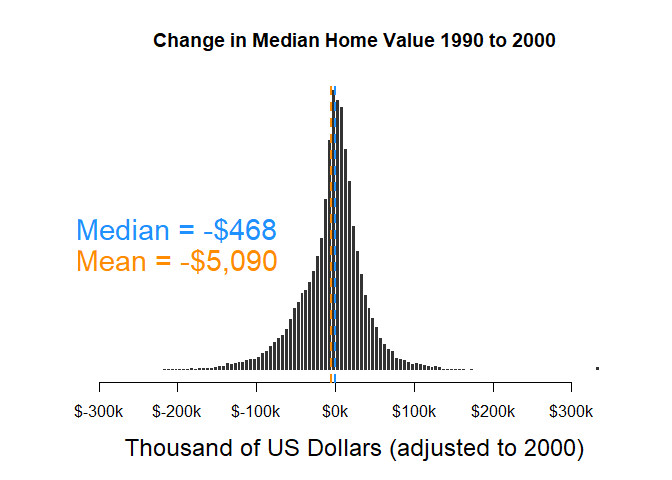 Change in Median Home Value 1990 to 2000
Median = -$468
Mean = -$5,090
$-300k $-200k $-100k $0k $100k $200k $300k
Thousand of US Dollars (adjusted to 2000)